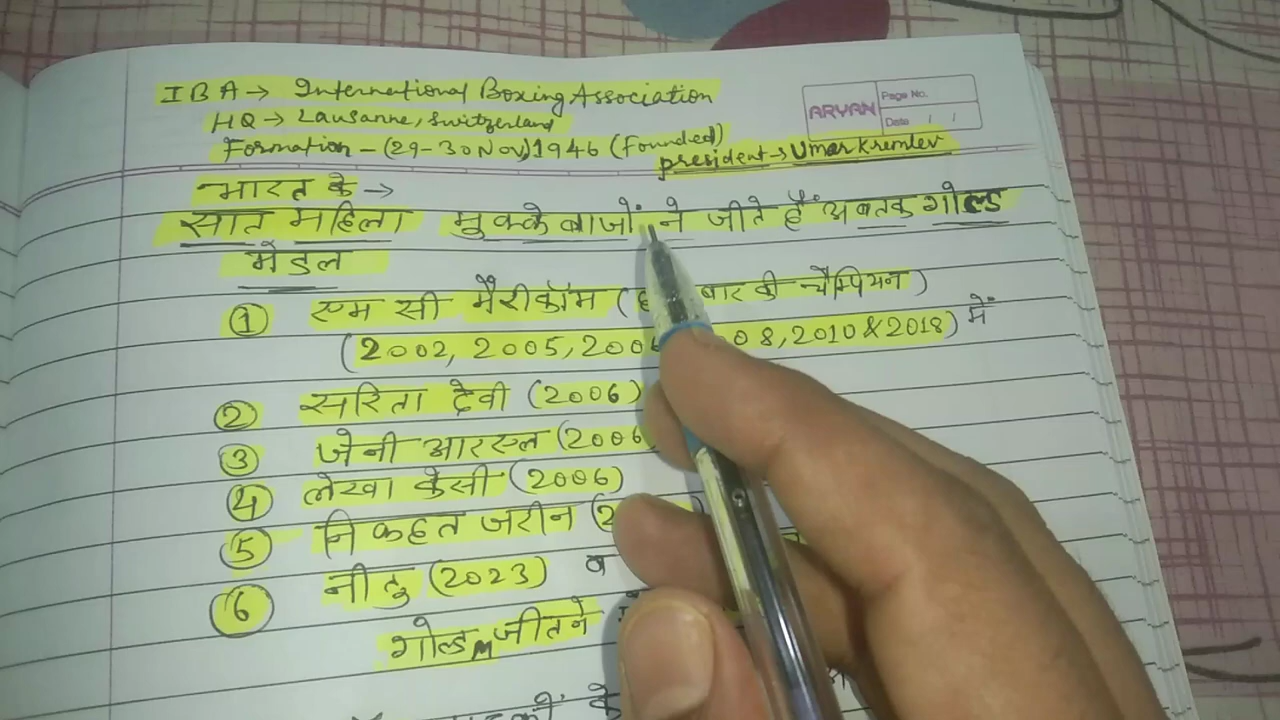 IBA → International Boxing Association
HQ → Lausanne, Switzerland
Formation - (29-30 Nov) 1946 (Founded)
president → Umar Kremlev
ARYAN
Page No.
Date / /
भारत के →
सात महिला मुक्केबाजों ने जीते हैं अबतक गोल्ड
मेडल
① एम सी मैरीकॉम (6 बार की चैम्पियन)
(2002, 2005, 200 08, 2010 & 2018) में
② सरिता देवी (2006)
③ जेनी आरएल (2006
④ लेखा केसी (2006)
⑤ निकहत जरीन (2
⑥ नीतु (2023) व
गोल्ड M जीतने
के